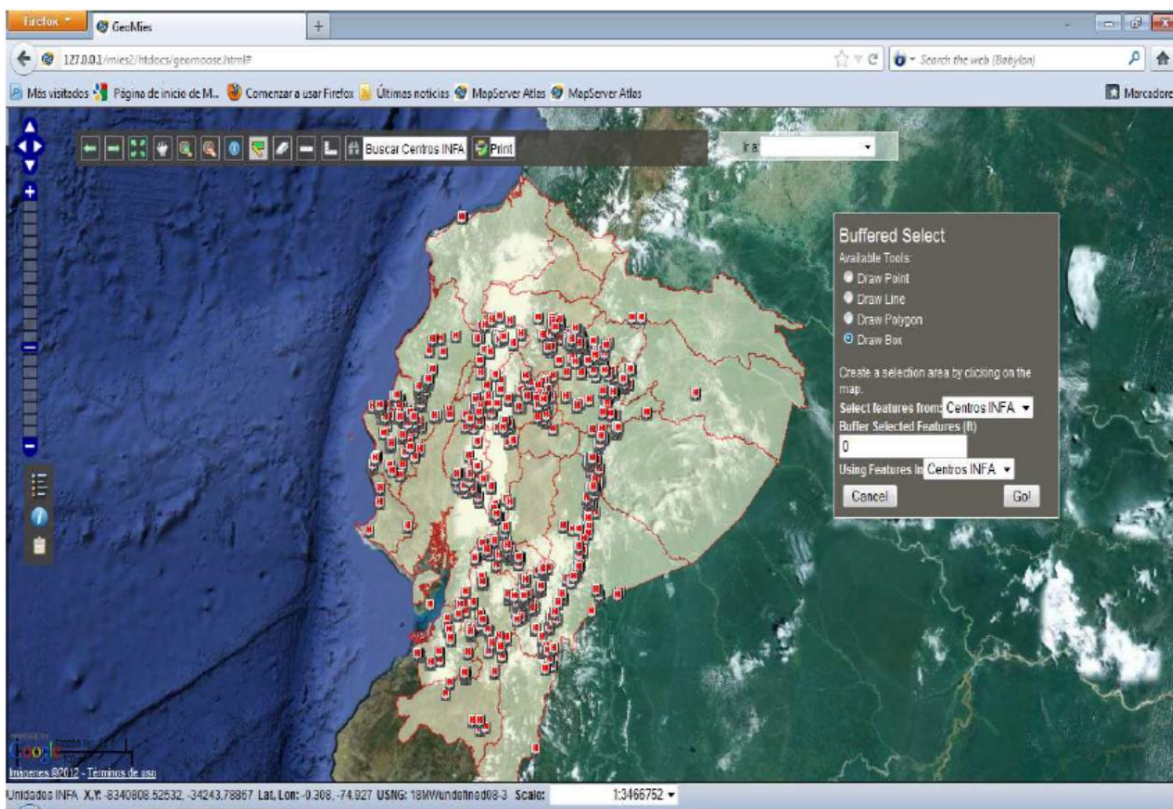 Firefox
GeoMies
127.0.0.1/mies2/htdocs/geomoose.html#
Search the web (Babylon)
Más visitados
Página de inicio de M...
Comenzar a usar Firefox
Últimas noticias
MapServer Atlas
MapServer Atlas
Marcadore
Buscar Centros INFA
Print
Ir a:
Buffered Select
Available Tools:
Draw Point
Draw Line
Draw Polygon
Draw Box
Create a selection area by clicking on the
map.
Select features from: Centros INFA
Buffer Selected Features (ft)
0
Using Features In Centros INFA
Cancel
Go!
Google
Imágenes ©2012 - Términos de uso
Unidades INFA X,Y: -8340808.52532, -34243.78867 Lat, Lon: -0.308, -74.927 USNG: 18MWundefined08-3 Scale: 1:3466752